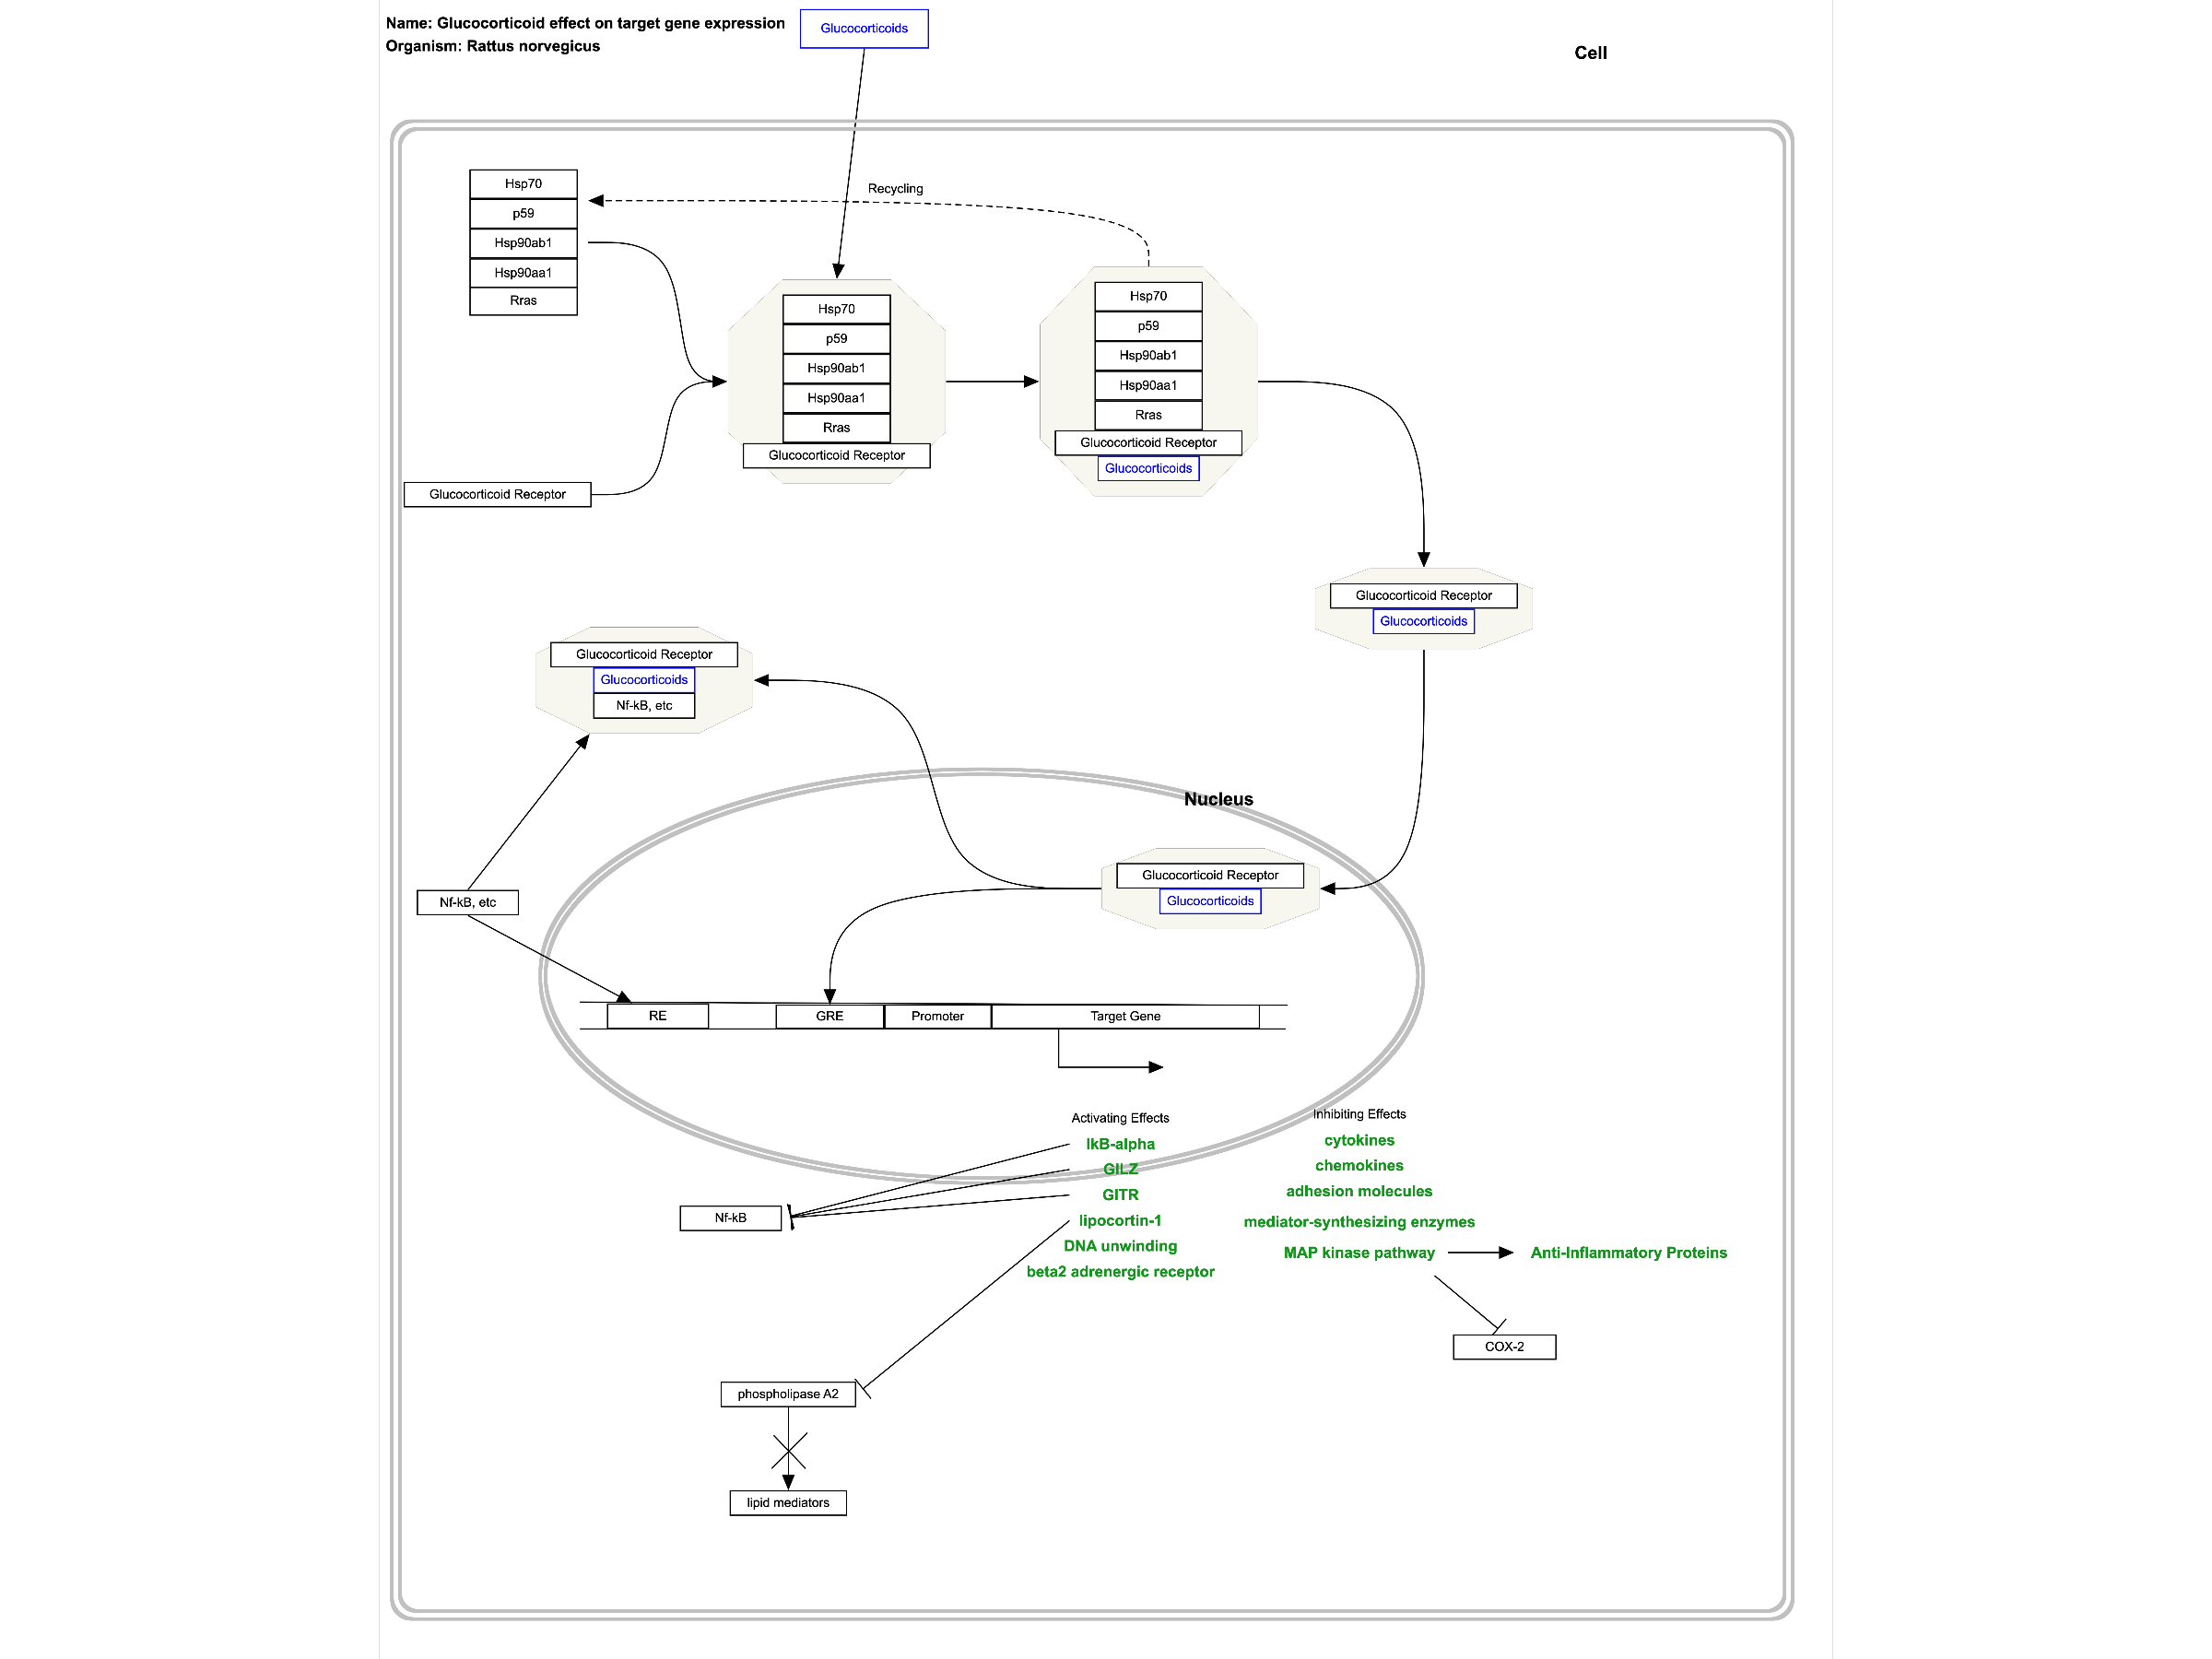 Name: Glucocorticoid effect on target gene expression
Organism: Rattus norvegicus
Glucocorticoids
Cell
Recycling
Hsp70
p59
Hsp90ab1
Hsp90aa1
Rras
Hsp70
p59
Hsp90ab1
Hsp90aa1
Rras
Glucocorticoid Receptor
Hsp70
p59
Hsp90ab1
Hsp90aa1
Rras
Glucocorticoid Receptor
Glucocorticoids
Glucocorticoid Receptor
Glucocorticoid Receptor
Glucocorticoids
Glucocorticoid Receptor
Glucocorticoids
Nf-kB, etc
Nucleus
Glucocorticoid Receptor
Glucocorticoids
Nf-kB, etc
RE
GRE
Promoter
Target Gene
Activating Effects
IkB-alpha
GILZ
GITR
lipocortin-1
DNA unwinding
beta2 adrenergic receptor
Inhibiting Effects
cytokines
chemokines
adhesion molecules
mediator-synthesizing enzymes
MAP kinase pathway
Anti-Inflammatory Proteins
Nf-kB
COX-2
phospholipase A2
lipid mediators